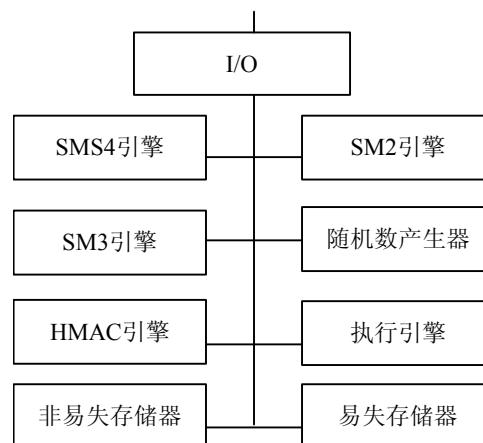 I/O
SMS4引擎
SM2引擎
SM3引擎
随机数产生器
HMAC引擎
执行引擎
非易失存储器
易失存储器